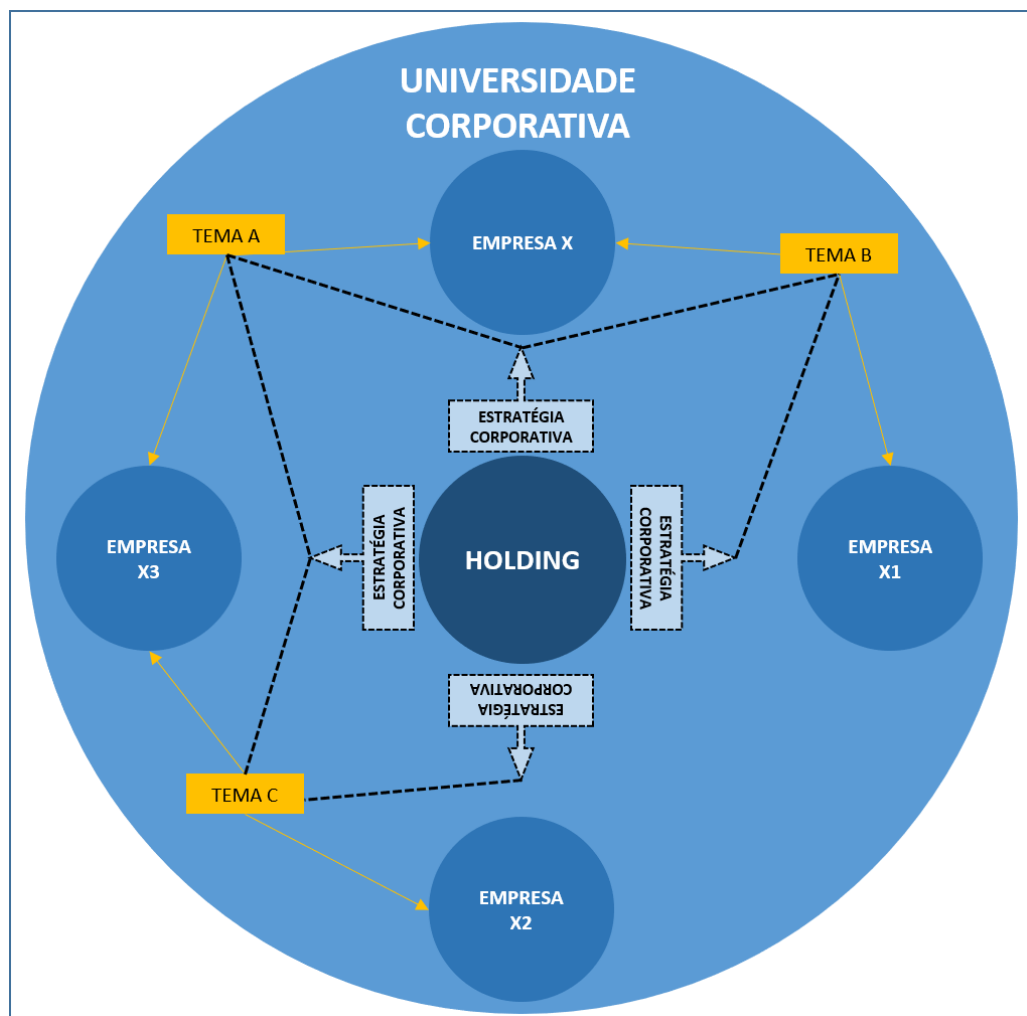 UNIVERSIDADE
CORPORATIVA
TEMA A
EMPRESA X
TEMA B
ESTRATÉGIA
CORPORATIVA
EMPRESA
X3
ESTRATÉGIA
CORPORATIVA
HOLDING
ESTRATÉGIA
CORPORATIVA
EMPRESA
X1
ESTRATÉGIA
CORPORATIVA
TEMA C
EMPRESA
X2